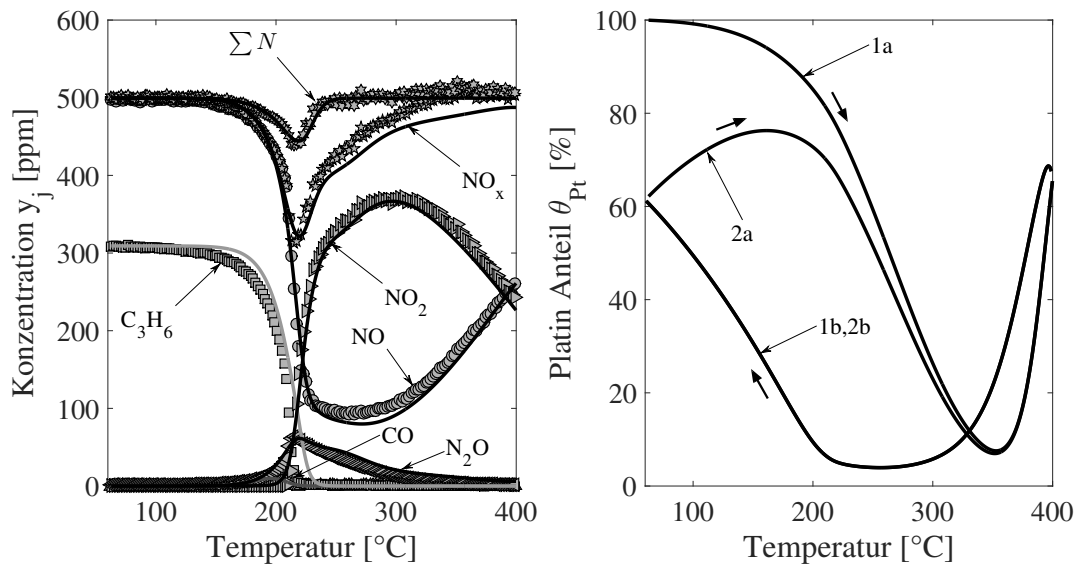 600
500
400
300
200
100
0
Konzentration y_j [ppm]
∑ N
NO_x
C_3H_6
NO_2
NO
CO
N_2O
100 200 300 400
Temperatur [°C]
100
80
60
40
20
0
Platin Anteil θ_Pt [%]
1a
2a
1b,2b
100 200 300 400
Temperatur [°C]